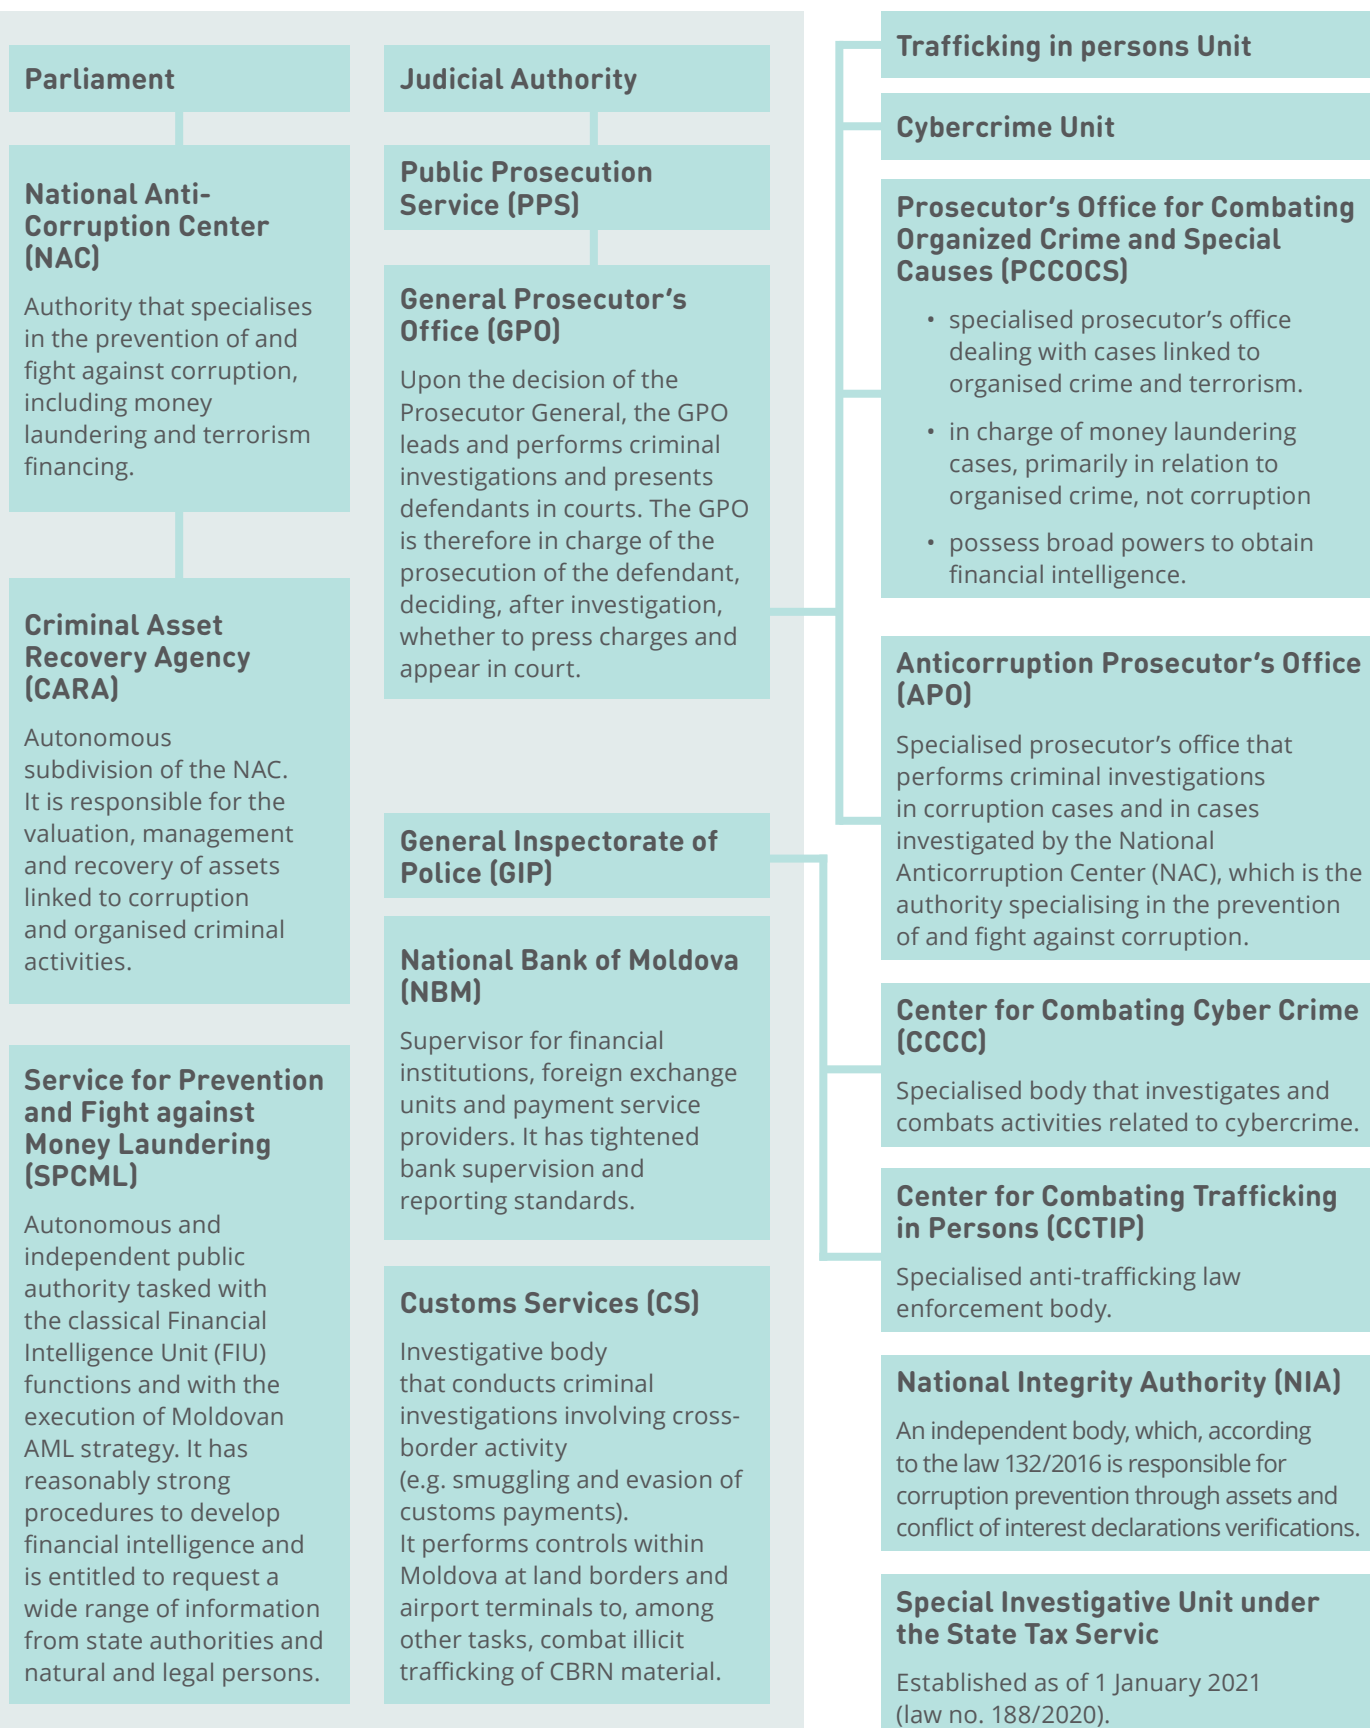 Parliament
National Anti-
Corruption Center
(NAC)
Authority that specialises
in the prevention of and
fight against corruption,
including money
laundering and terrorism
financing.
Criminal Asset
Recovery Agency
(CARA)
Autonomous
subdivision of the NAC.
It is responsible for the
valuation, management
and recovery of assets
linked to corruption
and organised criminal
activities.
Service for Prevention
and Fight against
Money Laundering
(SPCML)
Autonomous and
independent public
authority tasked with
the classical Financial
Intelligence Unit (FIU)
functions and with the
execution of Moldovan
AML strategy. It has
reasonably strong
procedures to develop
financial intelligence and
is entitled to request a
wide range of information
from state authorities and
natural and legal persons.
Judicial Authority
Public Prosecution
Service (PPS)
General Prosecutor's
Office (GPO)
Upon the decision of the
Prosecutor General, the GPO
leads and performs criminal
investigations and presents
defendants in courts. The GPO
is therefore in charge of the
prosecution of the defendant,
deciding, after investigation,
whether to press charges and
appear in court.
General Inspectorate of
Police (GIP)
National Bank of Moldova
(NBM)
Supervisor for financial
institutions, foreign exchange
units and payment service
providers. It has tightened
bank supervision and
reporting standards.
Customs Services (CS)
Investigative body
that conducts criminal
investigations involving cross-
border activity
(e.g. smuggling and evasion of
customs payments).
It performs controls within
Moldova at land borders and
airport terminals to, among
other tasks, combat illicit
trafficking of CBRN material.
Trafficking in persons Unit
Cybercrime Unit
Prosecutor's Office for Combating
Organized Crime and Special
Causes (PCCOCS)
• specialised prosecutor's office
dealing with cases linked to
organised crime and terrorism.
• in charge of money laundering
cases, primarily in relation to
organised crime, not corruption
• possess broad powers to obtain
financial intelligence.
Anticorruption Prosecutor's Office
(APO)
Specialised prosecutor's office that
performs criminal investigations
in corruption cases and in cases
investigated by the National
Anticorruption Center (NAC), which is the
authority specialising in the prevention
of and fight against corruption.
Center for Combating Cyber Crime
(CCCC)
Specialised body that investigates and
combats activities related to cybercrime.
Center for Combating Trafficking
in Persons (CCTIP)
Specialised anti-trafficking law
enforcement body.
National Integrity Authority (NIA)
An independent body, which, according
to the law 132/2016 is responsible for
corruption prevention through assets and
conflict of interest declarations verifications.
Special Investigative Unit under
the State Tax Servic
Established as of 1 January 2021
(law no. 188/2020).